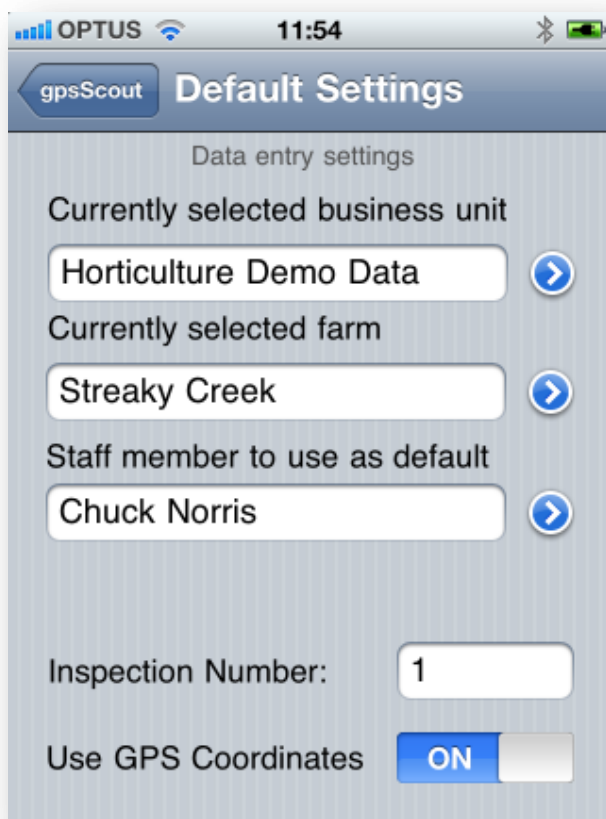 OPTUS 11:54
gpsScout Default Settings
Data entry settings
Currently selected business unit
Horticulture Demo Data
Currently selected farm
Streaky Creek
Staff member to use as default
Chuck Norris
Inspection Number: 1
Use GPS Coordinates ON